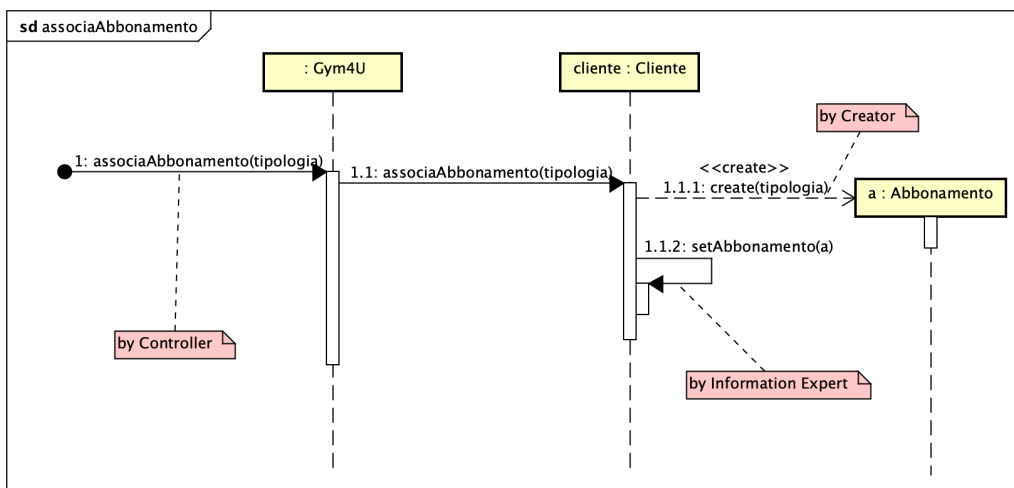 sd associaAbbonamento
: Gym4U
cliente : Cliente
by Creator
1: associaAbbonamento(tipologia)
1.1: associaAbbonamento(tipologia)
<<create>>
1.1.1: create(tipologia)
a : Abbonamento
1.1.2: setAbbonamento(a)
by Controller
by Information Expert